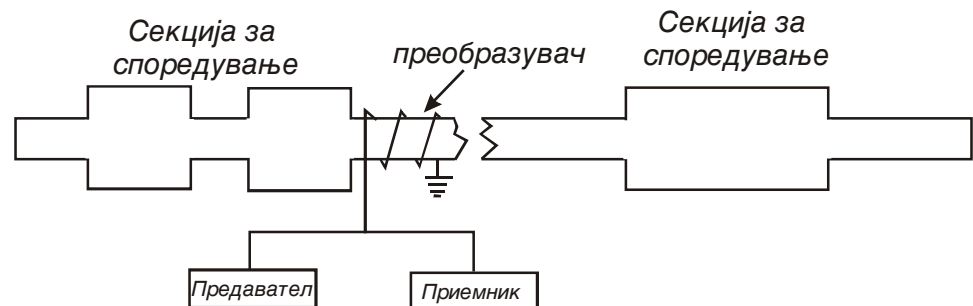 Секција за
споредување
преобразувач
Секција за
споредување
Предавател
Приемник